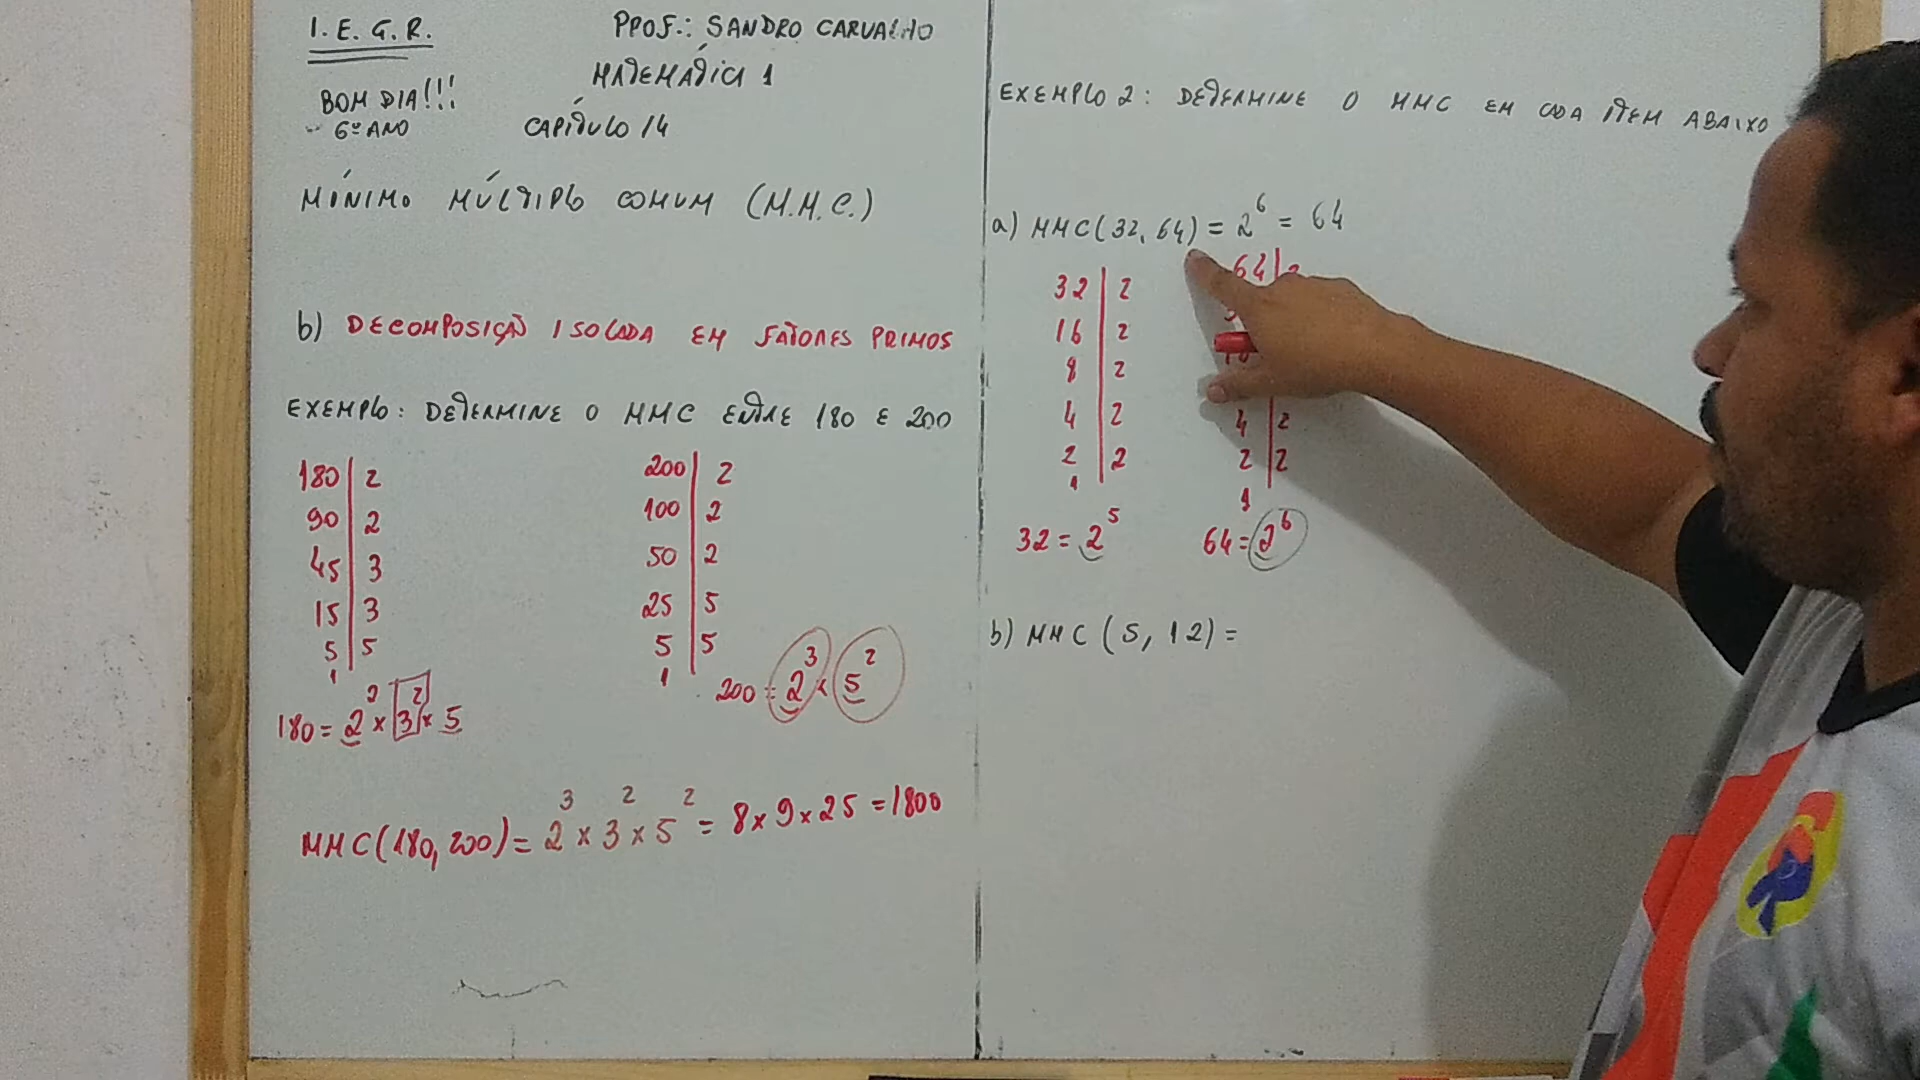 I. E. G. R.
PROF.: SANDRO CARVALHO
MATEMÁTICA 1
BOM DIA!!!
6º ANO
CAPÍTULO 14
MÍNIMO MÚLTIPLO COMUM (M.M.C.)
b) DECOMPOSIÇÃO ISOLADA EM FATORES PRIMOS
EXEMPLO: DETERMINE O MMC ENTRE 180 E 200
180 | 2
90 | 2
45 | 3
15 | 3
5 | 5
1
180 = 2² × 3² × 5
200 | 2
100 | 2
50 | 2
25 | 5
5 | 5
1
200 = 2³ × 5²
MMC(180, 200) = 2³ × 3² × 5² = 8 × 9 × 25 = 1800
EXEMPLO 2: DETERMINE O MMC EM CADA ITEM ABAIXO
a) MMC(32, 64) = 2⁶ = 64
32 | 2
16 | 2
8 | 2
4 | 2
2 | 2
1
32 = 2⁵
64 | 2
4 | 2
2 | 2
1
64 = 2⁶
b) MMC (5, 12) =